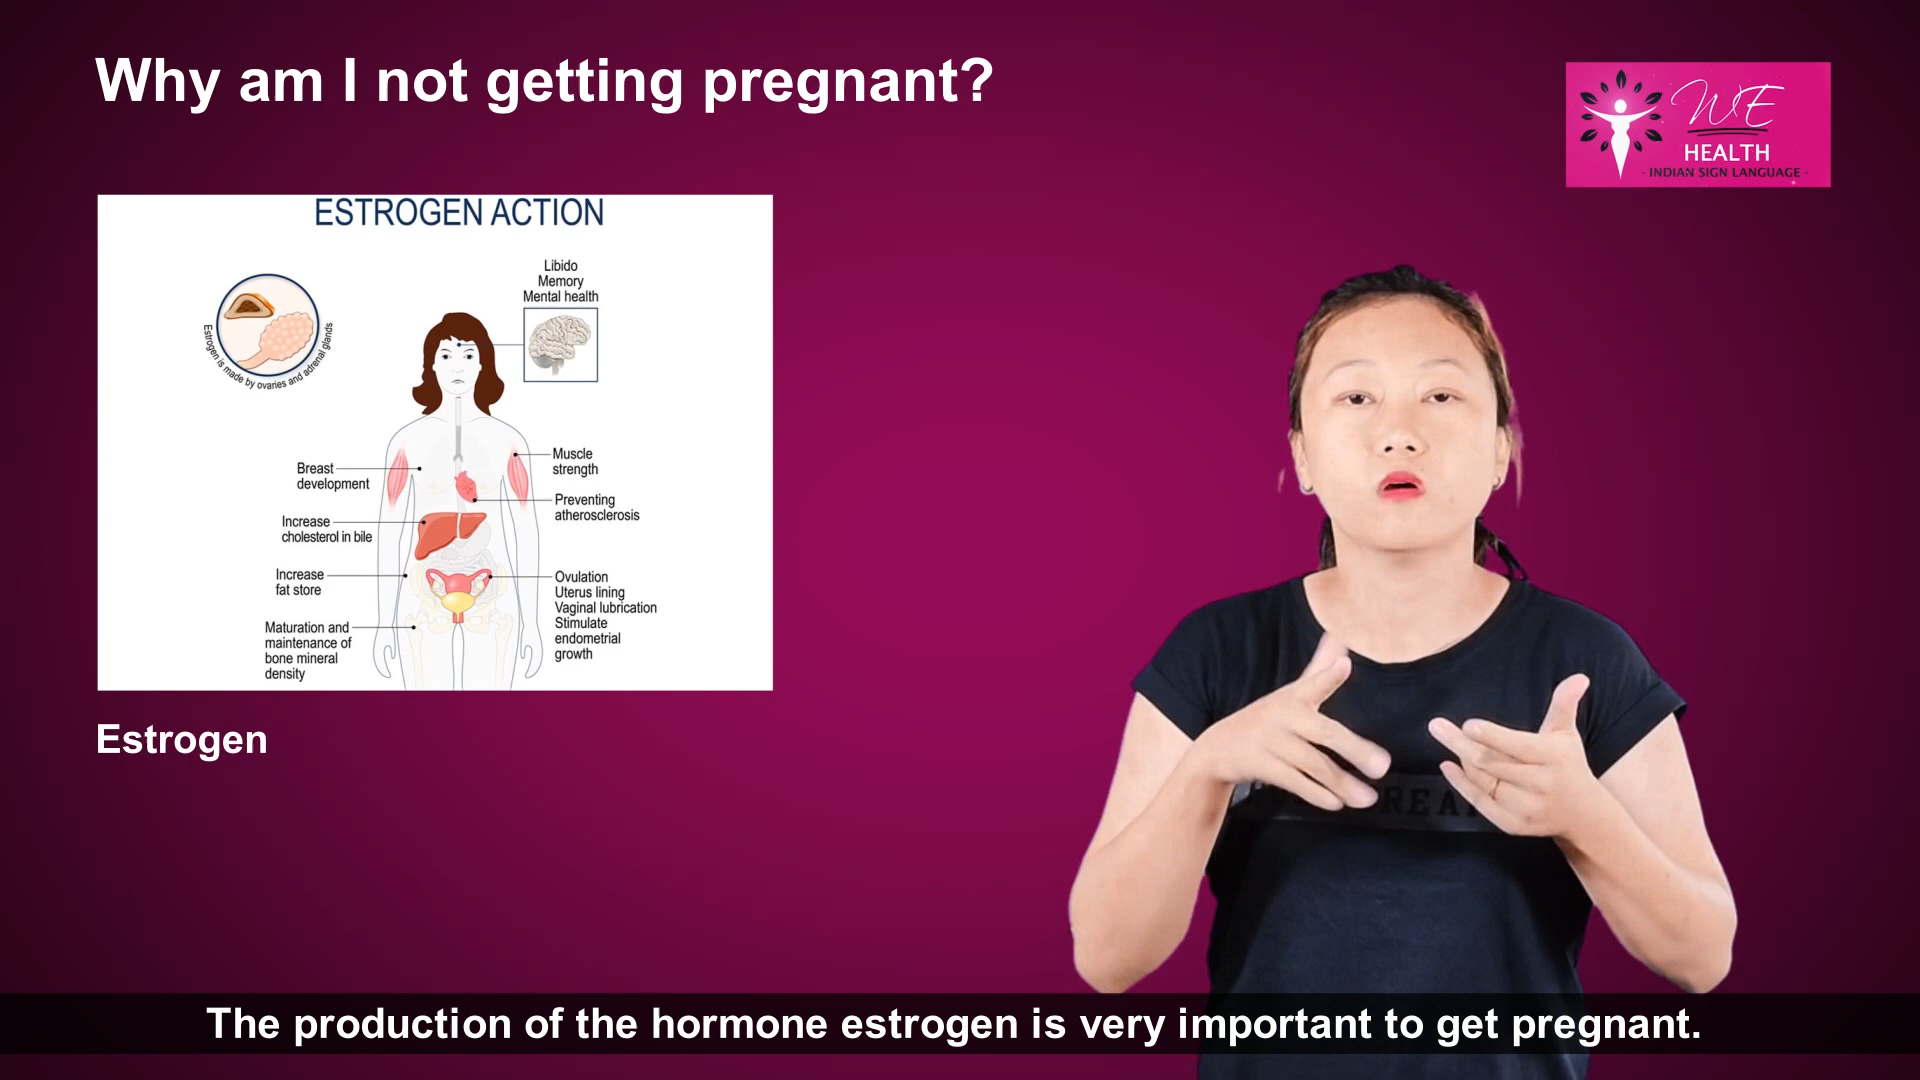 Why am I not getting pregnant?
WE
HEALTH
- INDIAN SIGN LANGUAGE -
ESTROGEN ACTION
Estrogen is made by ovaries and adrenal glands
Libido
Memory
Mental health
Breast
development
Muscle
strength
Preventing
atherosclerosis
Increase
cholesterol in bile
Increase
fat store
Ovulation
Uterus lining
Vaginal lubrication
Stimulate
endometrial
growth
Maturation and
maintenance of
bone mineral
density
Estrogen
The production of the hormone estrogen is very important to get pregnant.